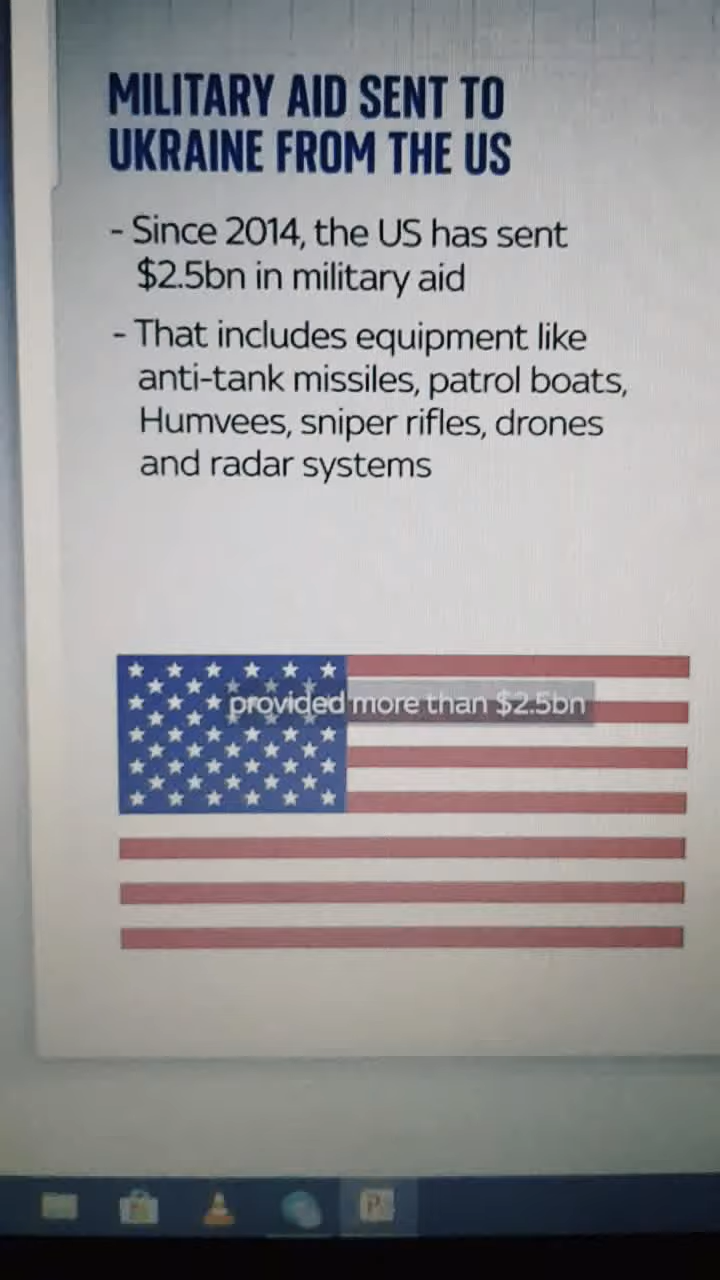 MILITARY AID SENT TO
UKRAINE FROM THE US
- Since 2014, the US has sent
$2.5bn in military aid
- That includes equipment like
anti-tank missiles, patrol boats,
Humvees, sniper rifles, drones
and radar systems
provided more than $2.5bn